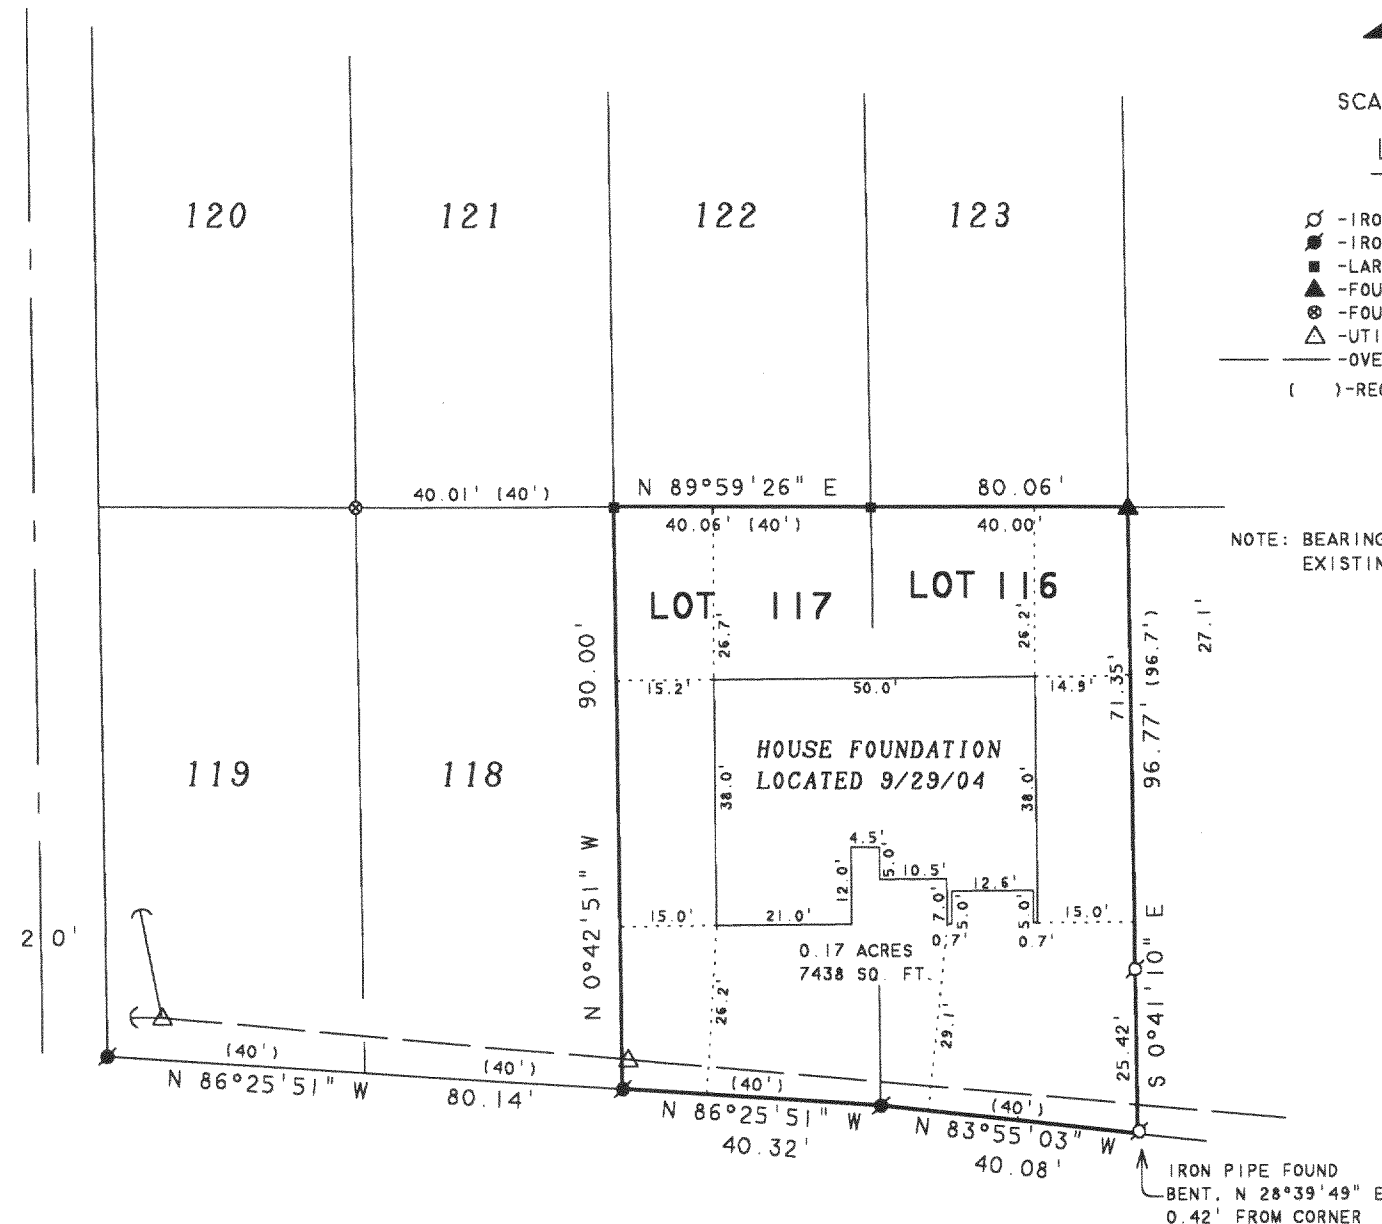 SCA
120
121
122
123
-IRO
-IRO
-LAR
-FOU
-FOU
-UTI
-OVE
( )-REC
40.01' (40')
N 89°59'26" E
80.06'
40.06' (40')
40.00'
NOTE: BEARING
EXISTIN
LOT 117
LOT 116
26.7'
26.2'
90.00'
71.35'
96.77' (96.7')
27.1'
15.2'
50.0'
14.9'
HOUSE FOUNDATION
LOCATED 9/29/04
119
118
38.0'
38.0'
4.5'
5.0'
10.5'
12.0'
12.6'
7.0'
5.0'
5.0'
15.0'
21.0'
15.0'
0.7'
0.7'
N 0°42'51" W
0.17 ACRES
7438 SQ. FT.
20'
26.2'
29.1'
25.42'
S 0°41'10" E
(40')
(40')
(40')
(40')
N 86°25'51" W
80.14'
N 86°25'51" W
40.32'
N 83°55'03" W
40.08'
IRON PIPE FOUND
BENT, N 28°39'49" E
0.42' FROM CORNER